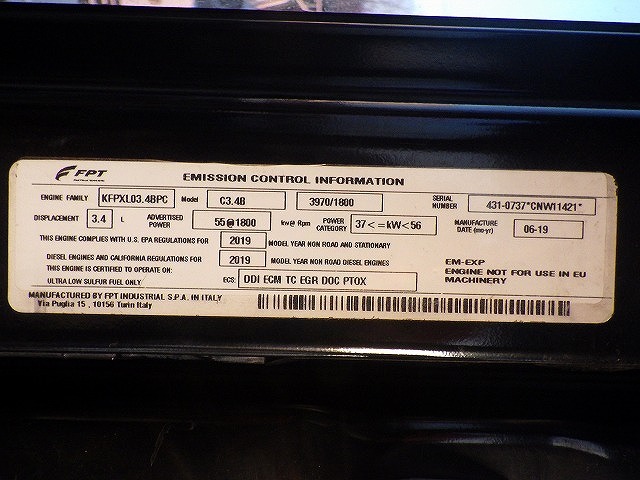 FPT
EMISSION CONTROL INFORMATION
ENGINE FAMILY KFPXL03.4BPC Model C3.4B 3970/1800 SERIAL NUMBER 431-0737*CNW11421*
DISPLACEMENT 3.4 L ADVERTISED POWER 55@1800 kw@ Rpm POWER CATEGORY 37<=kW<56 MANUFACTURE DATE (mo-yr) 06-19
THIS ENGINE COMPLIES WITH U.S. EPA REGULATIONS FOR 2019 MODEL YEAR NON ROAD AND STATIONARY
DIESEL ENGINES AND CALIFORNIA REGULATIONS FOR 2019 MODEL YEAR NON ROAD DIESEL ENGINES
EM-EXP
ENGINE NOT FOR USE IN EU
MACHINERY
THIS ENGINE IS CERTIFIED TO OPERATE ON:
ULTRA LOW SULFUR FUEL ONLY ECS: DDI ECM TC EGR DOC PTOX
MANUFACTURED BY FPT INDUSTRIAL S.P.A. IN ITALY
Via Puglia 15 , 10156 Turin Italy